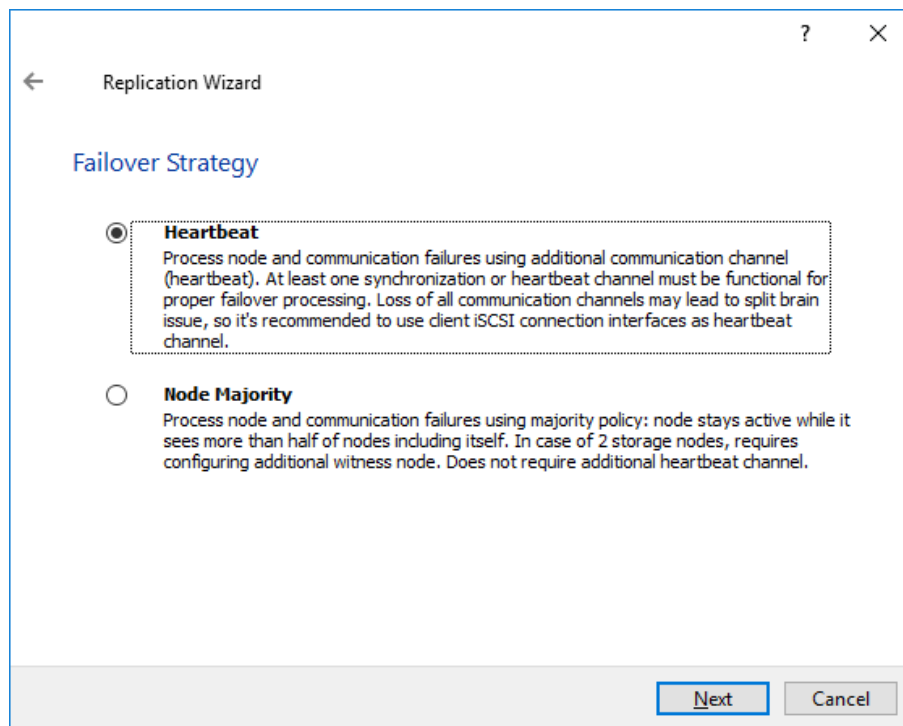 ?
Replication Wizard
Failover Strategy
Heartbeat
Process node and communication failures using additional communication channel
(heartbeat). At least one synchronization or heartbeat channel must be functional for
proper failover processing. Loss of all communication channels may lead to split brain
issue, so it's recommended to use client iSCSI connection interfaces as heartbeat
channel.
Node Majority
Process node and communication failures using majority policy: node stays active while it
sees more than half of nodes including itself. In case of 2 storage nodes, requires
configuring additional witness node. Does not require additional heartbeat channel.
Next
Cancel